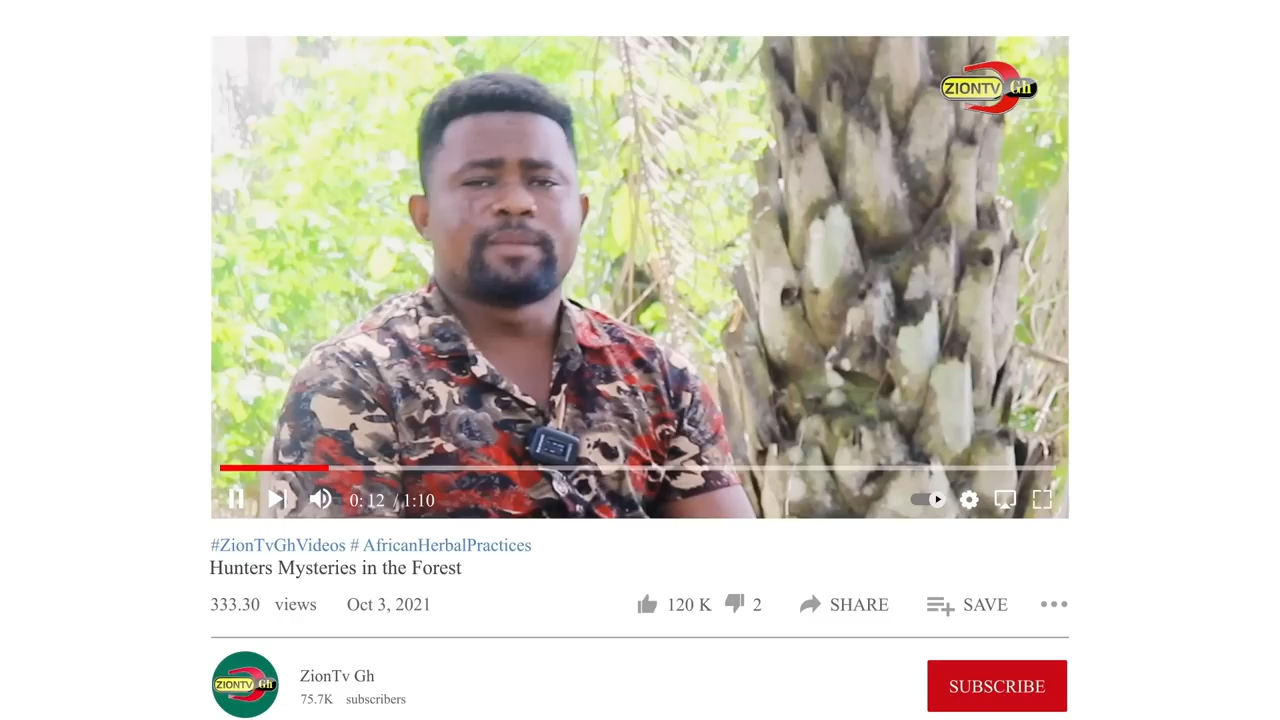 ZIONTV Gh
0:12 / 1:10
#ZionTvGhVideos # AfricanHerbalPractices
Hunters Mysteries in the Forest
333.30 views Oct 3, 2021 120 K 2 SHARE SAVE
ZIONTV Gh
ZionTv Gh
75.7K subscribers
SUBSCRIBE